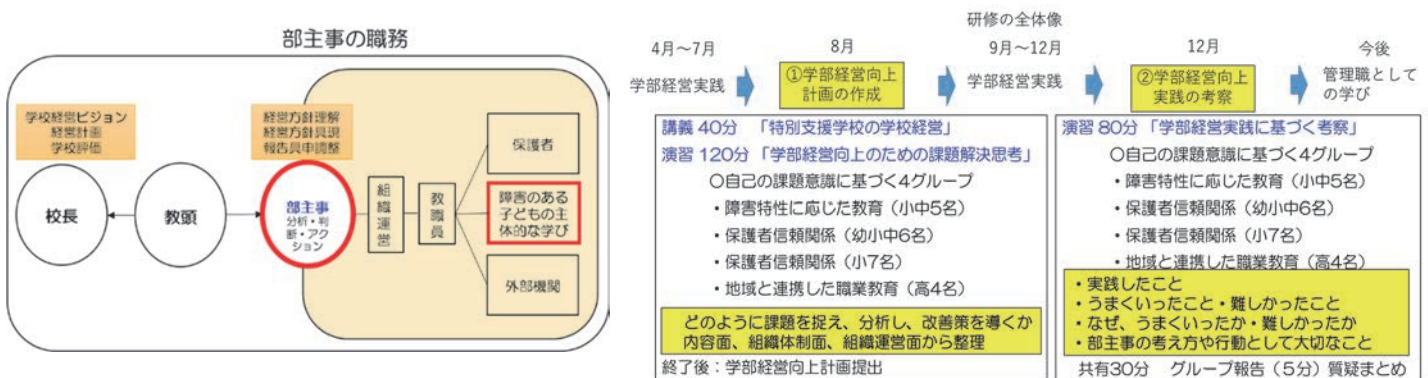 部主事の職務
学校経営ビジョン
経営計画
学校評価
経営方針理解
経営方針具現
報告具申調整
校長
教頭
部主事
分析・判
断・アク
ション
組織運営
教職員
保護者
障害のある
子どもの主
体的な学び
外部機関
研修の全体像
4月～7月
8月
9月～12月
12月
今後
学部経営実践
①学部経営向上
計画の作成
学部経営実践
②学部経営向上
実践の考察
管理職として
の学び
講義 40分 「特別支援学校の学校経営」
演習 120分 「学部経営向上のための課題解決思考」
〇自己の課題意識に基づく4グループ
・障害特性に応じた教育（小中5名）
・保護者信頼関係（幼小中6名）
・保護者信頼関係（小7名）
・地域と連携した職業教育（高4名）
どのように課題を捉え、分析し、改善策を導くか
内容面、組織体制面、組織運営面から整理
終了後：学部経営向上計画提出
演習 80分 「学部経営実践に基づく考察」
〇自己の課題意識に基づく4グループ
・障害特性に応じた教育（小中5名）
・保護者信頼関係（幼小中6名）
・保護者信頼関係（小7名）
・地域と連携した職業教育（高4名）
・実践したこと
・うまくいったこと・難しかったこと
・なぜ、うまくいったか・難しかったか
・部主事の考え方や行動として大切なこと
共有30分 グループ報告（5分）質疑まとめ